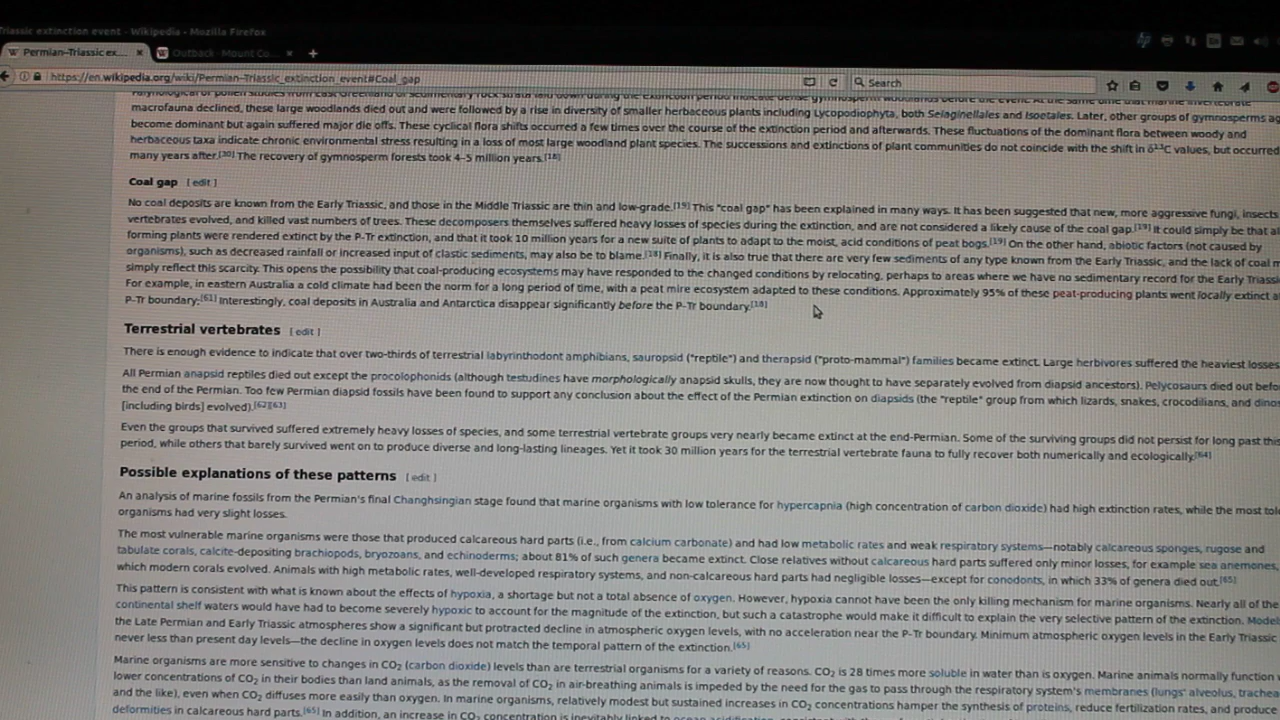 Triassic extinction event - Wikipedia - Mozilla Firefox
Permian–Triassic ex... × Outback - Mount Co... × +
https://en.wikipedia.org/wiki/Permian–Triassic_extinction_event#Coal_gap Search
macrofauna declined, these large woodlands died out and were followed by a rise in diversity of smaller herbaceous plants including Lycopodiophyta, both Selaginellales and Isoetales. Later, other groups of gymnosperms ag
become dominant but again suffered major die offs. These cyclical flora shifts occurred a few times over the course of the extinction period and afterwards. These fluctuations of the dominant flora between woody and
herbaceous taxa indicate chronic environmental stress resulting in a loss of most large woodland plant species. The successions and extinctions of plant communities do not coincide with the shift in δ¹³C values, but occurred
many years after.[30] The recovery of gymnosperm forests took 4–5 million years.[18]
Coal gap [ edit ]
No coal deposits are known from the Early Triassic, and those in the Middle Triassic are thin and low-grade.[19] This "coal gap" has been explained in many ways. It has been suggested that new, more aggressive fungi, insects
vertebrates evolved, and killed vast numbers of trees. These decomposers themselves suffered heavy losses of species during the extinction, and are not considered a likely cause of the coal gap.[19] It could simply be that al
forming plants were rendered extinct by the P-Tr extinction, and that it took 10 million years for a new suite of plants to adapt to the moist, acid conditions of peat bogs.[19] On the other hand, abiotic factors (not caused by
organisms), such as decreased rainfall or increased input of clastic sediments, may also be to blame.[18] Finally, it is also true that there are very few sediments of any type known from the Early Triassic, and the lack of coal m
simply reflect this scarcity. This opens the possibility that coal-producing ecosystems may have responded to the changed conditions by relocating, perhaps to areas where we have no sedimentary record for the Early Triass
For example, in eastern Australia a cold climate had been the norm for a long period of time, with a peat mire ecosystem adapted to these conditions. Approximately 95% of these peat-producing plants went locally extinct a
P-Tr boundary;[61] Interestingly, coal deposits in Australia and Antarctica disappear significantly before the P-Tr boundary.[18]
Terrestrial vertebrates [ edit ]
There is enough evidence to indicate that over two-thirds of terrestrial labyrinthodont amphibians, sauropsid ("reptile") and therapsid ("proto-mammal") families became extinct. Large herbivores suffered the heaviest losses
All Permian anapsid reptiles died out except the procolophonids (although testudines have morphologically anapsid skulls, they are now thought to have separately evolved from diapsid ancestors). Pelycosaurs died out befo
the end of the Permian. Too few Permian diapsid fossils have been found to support any conclusion about the effect of the Permian extinction on diapsids (the "reptile" group from which lizards, snakes, crocodilians, and dino
[including birds] evolved).[62][63]
Even the groups that survived suffered extremely heavy losses of species, and some terrestrial vertebrate groups very nearly became extinct at the end-Permian. Some of the surviving groups did not persist for long past this
period, while others that barely survived went on to produce diverse and long-lasting lineages. Yet it took 30 million years for the terrestrial vertebrate fauna to fully recover both numerically and ecologically.[64]
Possible explanations of these patterns [ edit ]
An analysis of marine fossils from the Permian's final Changhsingian stage found that marine organisms with low tolerance for hypercapnia (high concentration of carbon dioxide) had high extinction rates, while the most tole
organisms had very slight losses.
The most vulnerable marine organisms were those that produced calcareous hard parts (i.e., from calcium carbonate) and had low metabolic rates and weak respiratory systems—notably calcareous sponges, rugose and
tabulate corals, calcite-depositing brachiopods, bryozoans, and echinoderms; about 81% of such genera became extinct. Close relatives without calcareous hard parts suffered only minor losses, for example sea anemones,
which modern corals evolved. Animals with high metabolic rates, well-developed respiratory systems, and non-calcareous hard parts had negligible losses—except for conodonts, in which 33% of genera died out.[65]
This pattern is consistent with what is known about the effects of hypoxia, a shortage but not a total absence of oxygen. However, hypoxia cannot have been the only killing mechanism for marine organisms. Nearly all of the
continental shelf waters would have had to become severely hypoxic to account for the magnitude of the extinction, but such a catastrophe would make it difficult to explain the very selective pattern of the extinction. Model
the Late Permian and Early Triassic atmospheres show a significant but protracted decline in atmospheric oxygen levels, with no acceleration near the P-Tr boundary. Minimum atmospheric oxygen levels in the Early Triassic
never less than present day levels—the decline in oxygen levels does not match the temporal pattern of the extinction.[65]
Marine organisms are more sensitive to changes in CO₂ (carbon dioxide) levels than are terrestrial organisms for a variety of reasons. CO₂ is 28 times more soluble in water than is oxygen. Marine animals normally function w
lower concentrations of CO₂ in their bodies than land animals, as the removal of CO₂ in air-breathing animals is impeded by the need for the gas to pass through the respiratory system's membranes (lungs' alveolus, trachea
and the like), even when CO₂ diffuses more easily than oxygen. In marine organisms, relatively modest but sustained increases in CO₂ concentrations hamper the synthesis of proteins, reduce fertilization rates, and produce
deformities in calcareous hard parts.[65] In addition, an increase in CO₂ concentration is inevitably linked to ocean acidification